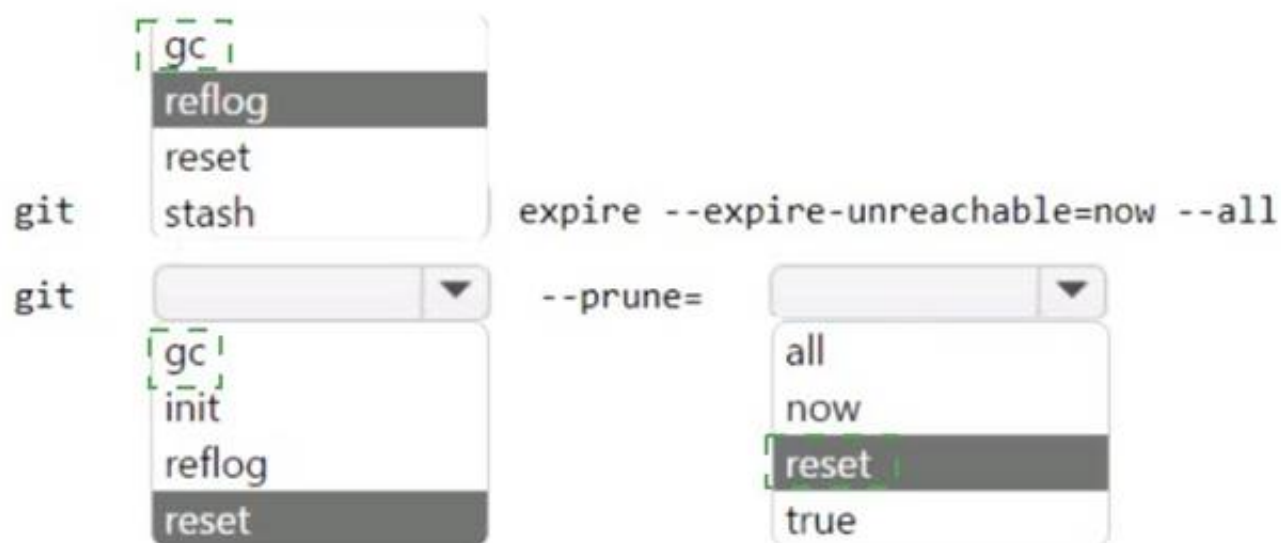 gc
reflog
reset
git stash expire --expire-unreachable=now --all
git --prune=
gc all
init now
reflog reset
reset true